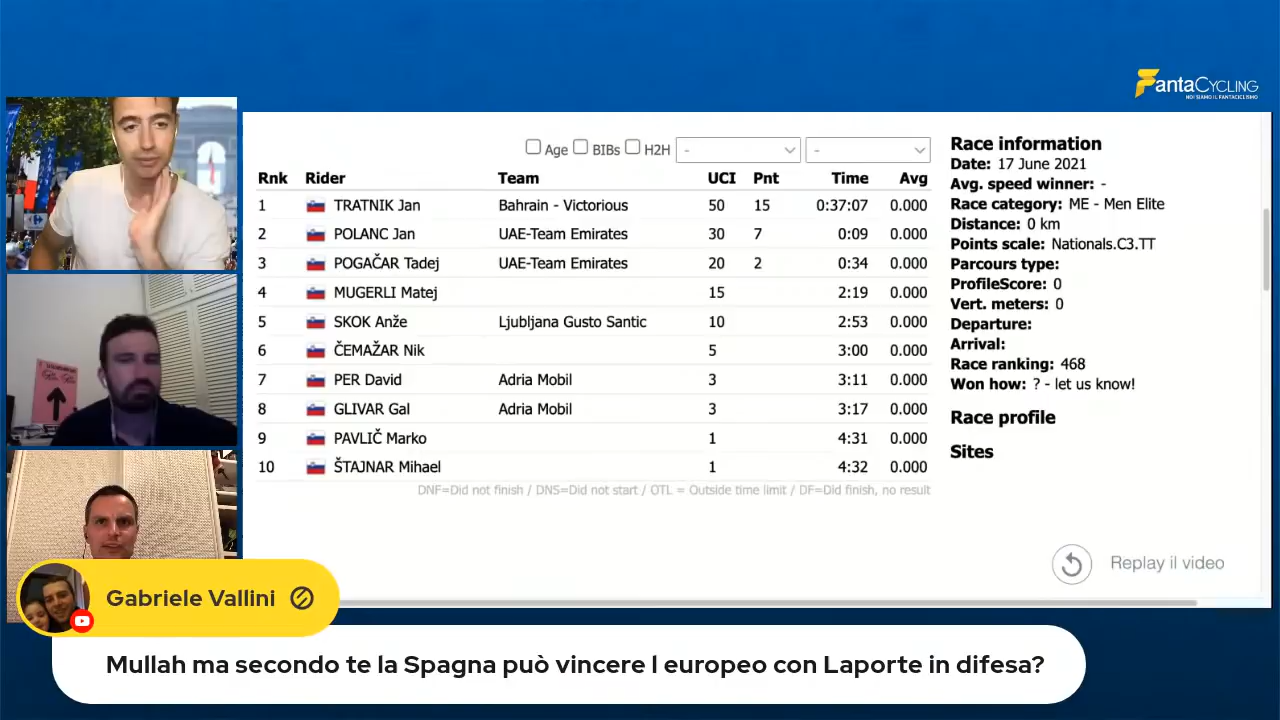 FantaCYCLING
NOI SIAMO IL FANTACICLISMO
Age BIBs H2H - -
Rnk Rider Team UCI Pnt Time Avg
1 TRATNIK Jan Bahrain - Victorious 50 15 0:37:07 0.000
2 POLANC Jan UAE-Team Emirates 30 7 0:09 0.000
3 POGAČAR Tadej UAE-Team Emirates 20 2 0:34 0.000
4 MUGERLI Matej 15 2:19 0.000
5 SKOK Anže Ljubljana Gusto Santic 10 2:53 0.000
6 ČEMAŽAR Nik 5 3:00 0.000
7 PER David Adria Mobil 3 3:11 0.000
8 GLIVAR Gal Adria Mobil 3 3:17 0.000
9 PAVLIČ Marko 1 4:31 0.000
10 ŠTAJNAR Mihael 1 4:32 0.000
DNF=Did not finish / DNS=Did not start / OTL = Outside time limit / DF=Did finish, no result
Race information
Date: 17 June 2021
Avg. speed winner: -
Race category: ME - Men Elite
Distance: 0 km
Points scale: Nationals.C3.TT
Parcours type:
ProfileScore: 0
Vert. meters: 0
Departure:
Arrival:
Race ranking: 468
Won how: ? - let us know!
Race profile
Sites
Replay il video
Gabriele Vallini
Mullah ma secondo te la Spagna può vincere l europeo con Laporte in difesa?